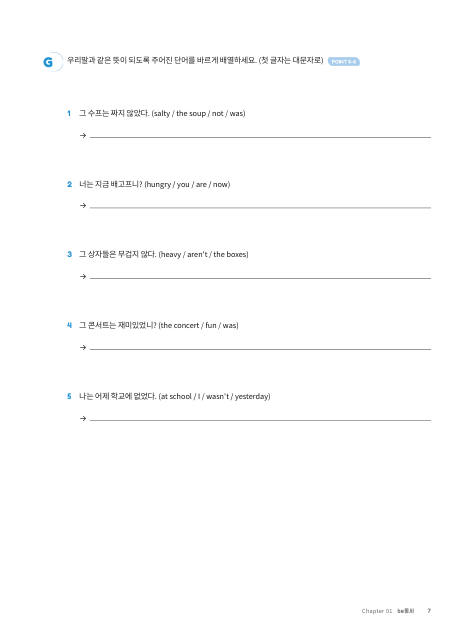 G 우리말과 같은 뜻이 되도록 주어진 단어를 바르게 배열하세요. (첫 글자는 대문자로)
1 그 수프는 짜지 않았다. (salty / the soup / not / was)
→
2 너는 지금 배고프니? (hungry / you / are / now)
→
3 그 상자들은 무겁지 않다. (heavy / aren't / the boxes)
→
4 그 콘서트는 재미있었니? (the concert / fun / was)
→
5 나는 어제 학교에 없었다. (at school / I / wasn't / yesterday)
→
Chapter 01 be동사 7